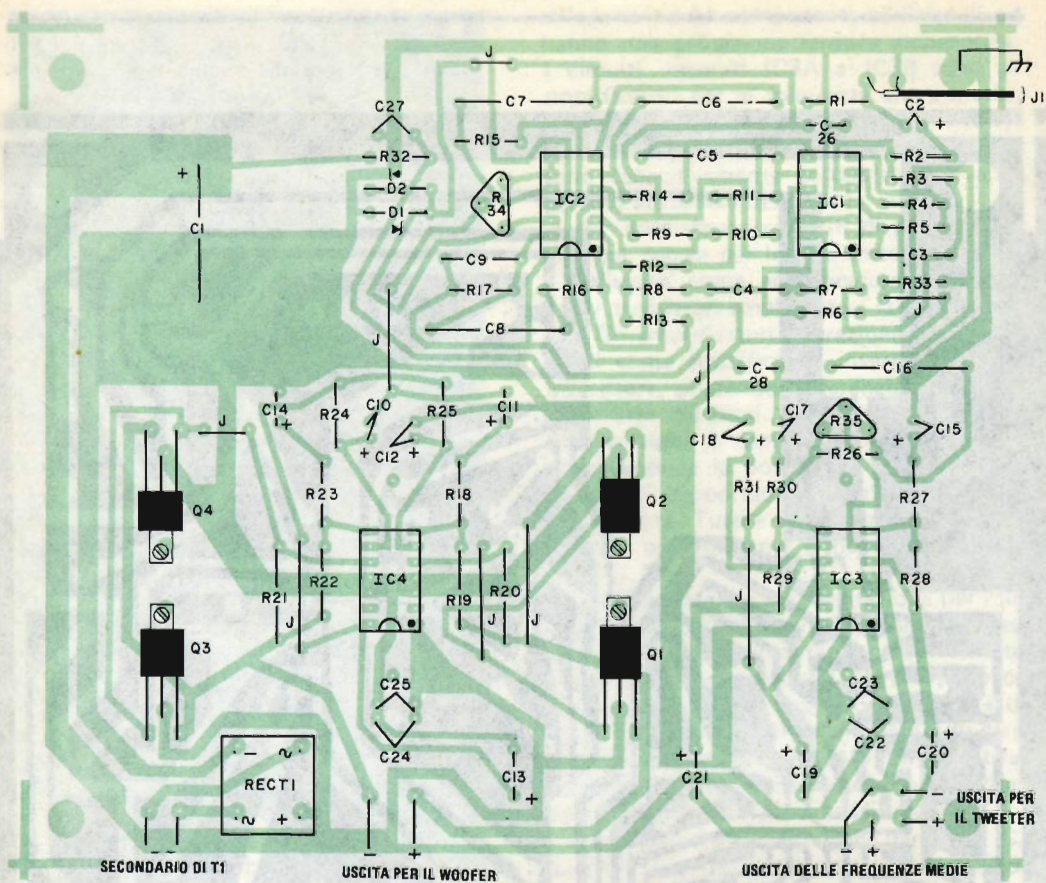 J
C7
C6
R1
C2
+
J1
C27
R15
C
26
R32
C5
R2
+
R3
D2
R
34
IC2
R14
R11
IC1
R4
C1
D1
R5
R9
R10
C3
C9
R12
R33
R17
R16
R8
C4
R7
J
R6
C8
R13
J
J
C
28
C16
C14
+
R24
C10
R25
C11
+
C17
R35
C15
+
J
+ C12 +
C18
+
+
R26
R23
R18
R31
R30
R27
Q4
Q2
IC4
IC3
R21
R22
R19
R20
R29
R28
J
J
J
J
Q3
Q1
C25
C23
C24
C22
- ~
RECT1
~ +
C13
+
+
C21
+
C19
+
C20
- USCITA PER
+ IL TWEETER
- +
- +
SECONDARIO DI T1
USCITA PER IL WOOFER
USCITA DELLE FREQUENZE MEDIE